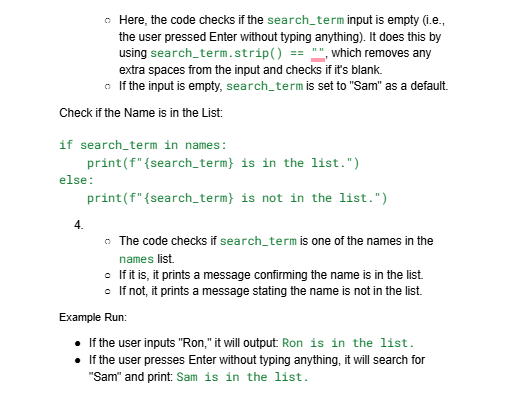 Here, the code checks if the search_term input is empty (i.e.,
the user pressed Enter without typing anything). It does this by
using search_term.strip() == "", which removes any
extra spaces from the input and checks if it's blank.
If the input is empty, search_term is set to "Sam" as a default.
Check if the Name is in the List:
if search_term in names:
    print(f"{search_term} is in the list.")
else:
    print(f"{search_term} is not in the list.")
4.
The code checks if search_term is one of the names in the
names list.
If it is, it prints a message confirming the name is in the list.
If not, it prints a message stating the name is not in the list.
Example Run:
If the user inputs "Ron," it will output: Ron is in the list.
If the user presses Enter without typing anything, it will search for
"Sam" and print: Sam is in the list.